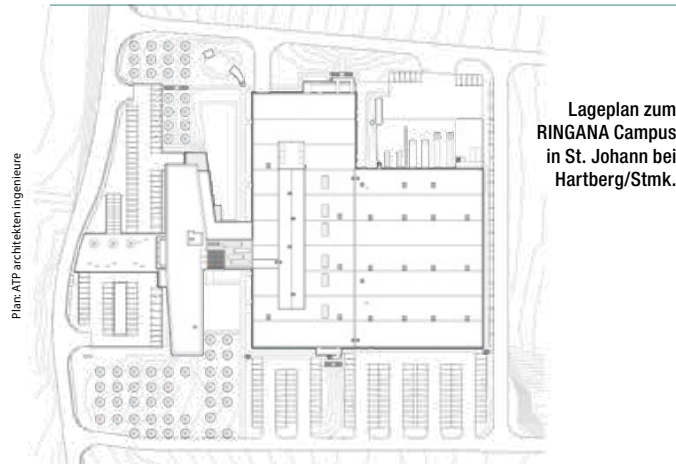 Lageplan zum
RINGANA Campus
in St. Johann bei
Hartberg/Stmk.
Plan: ATP architekten ingenieure